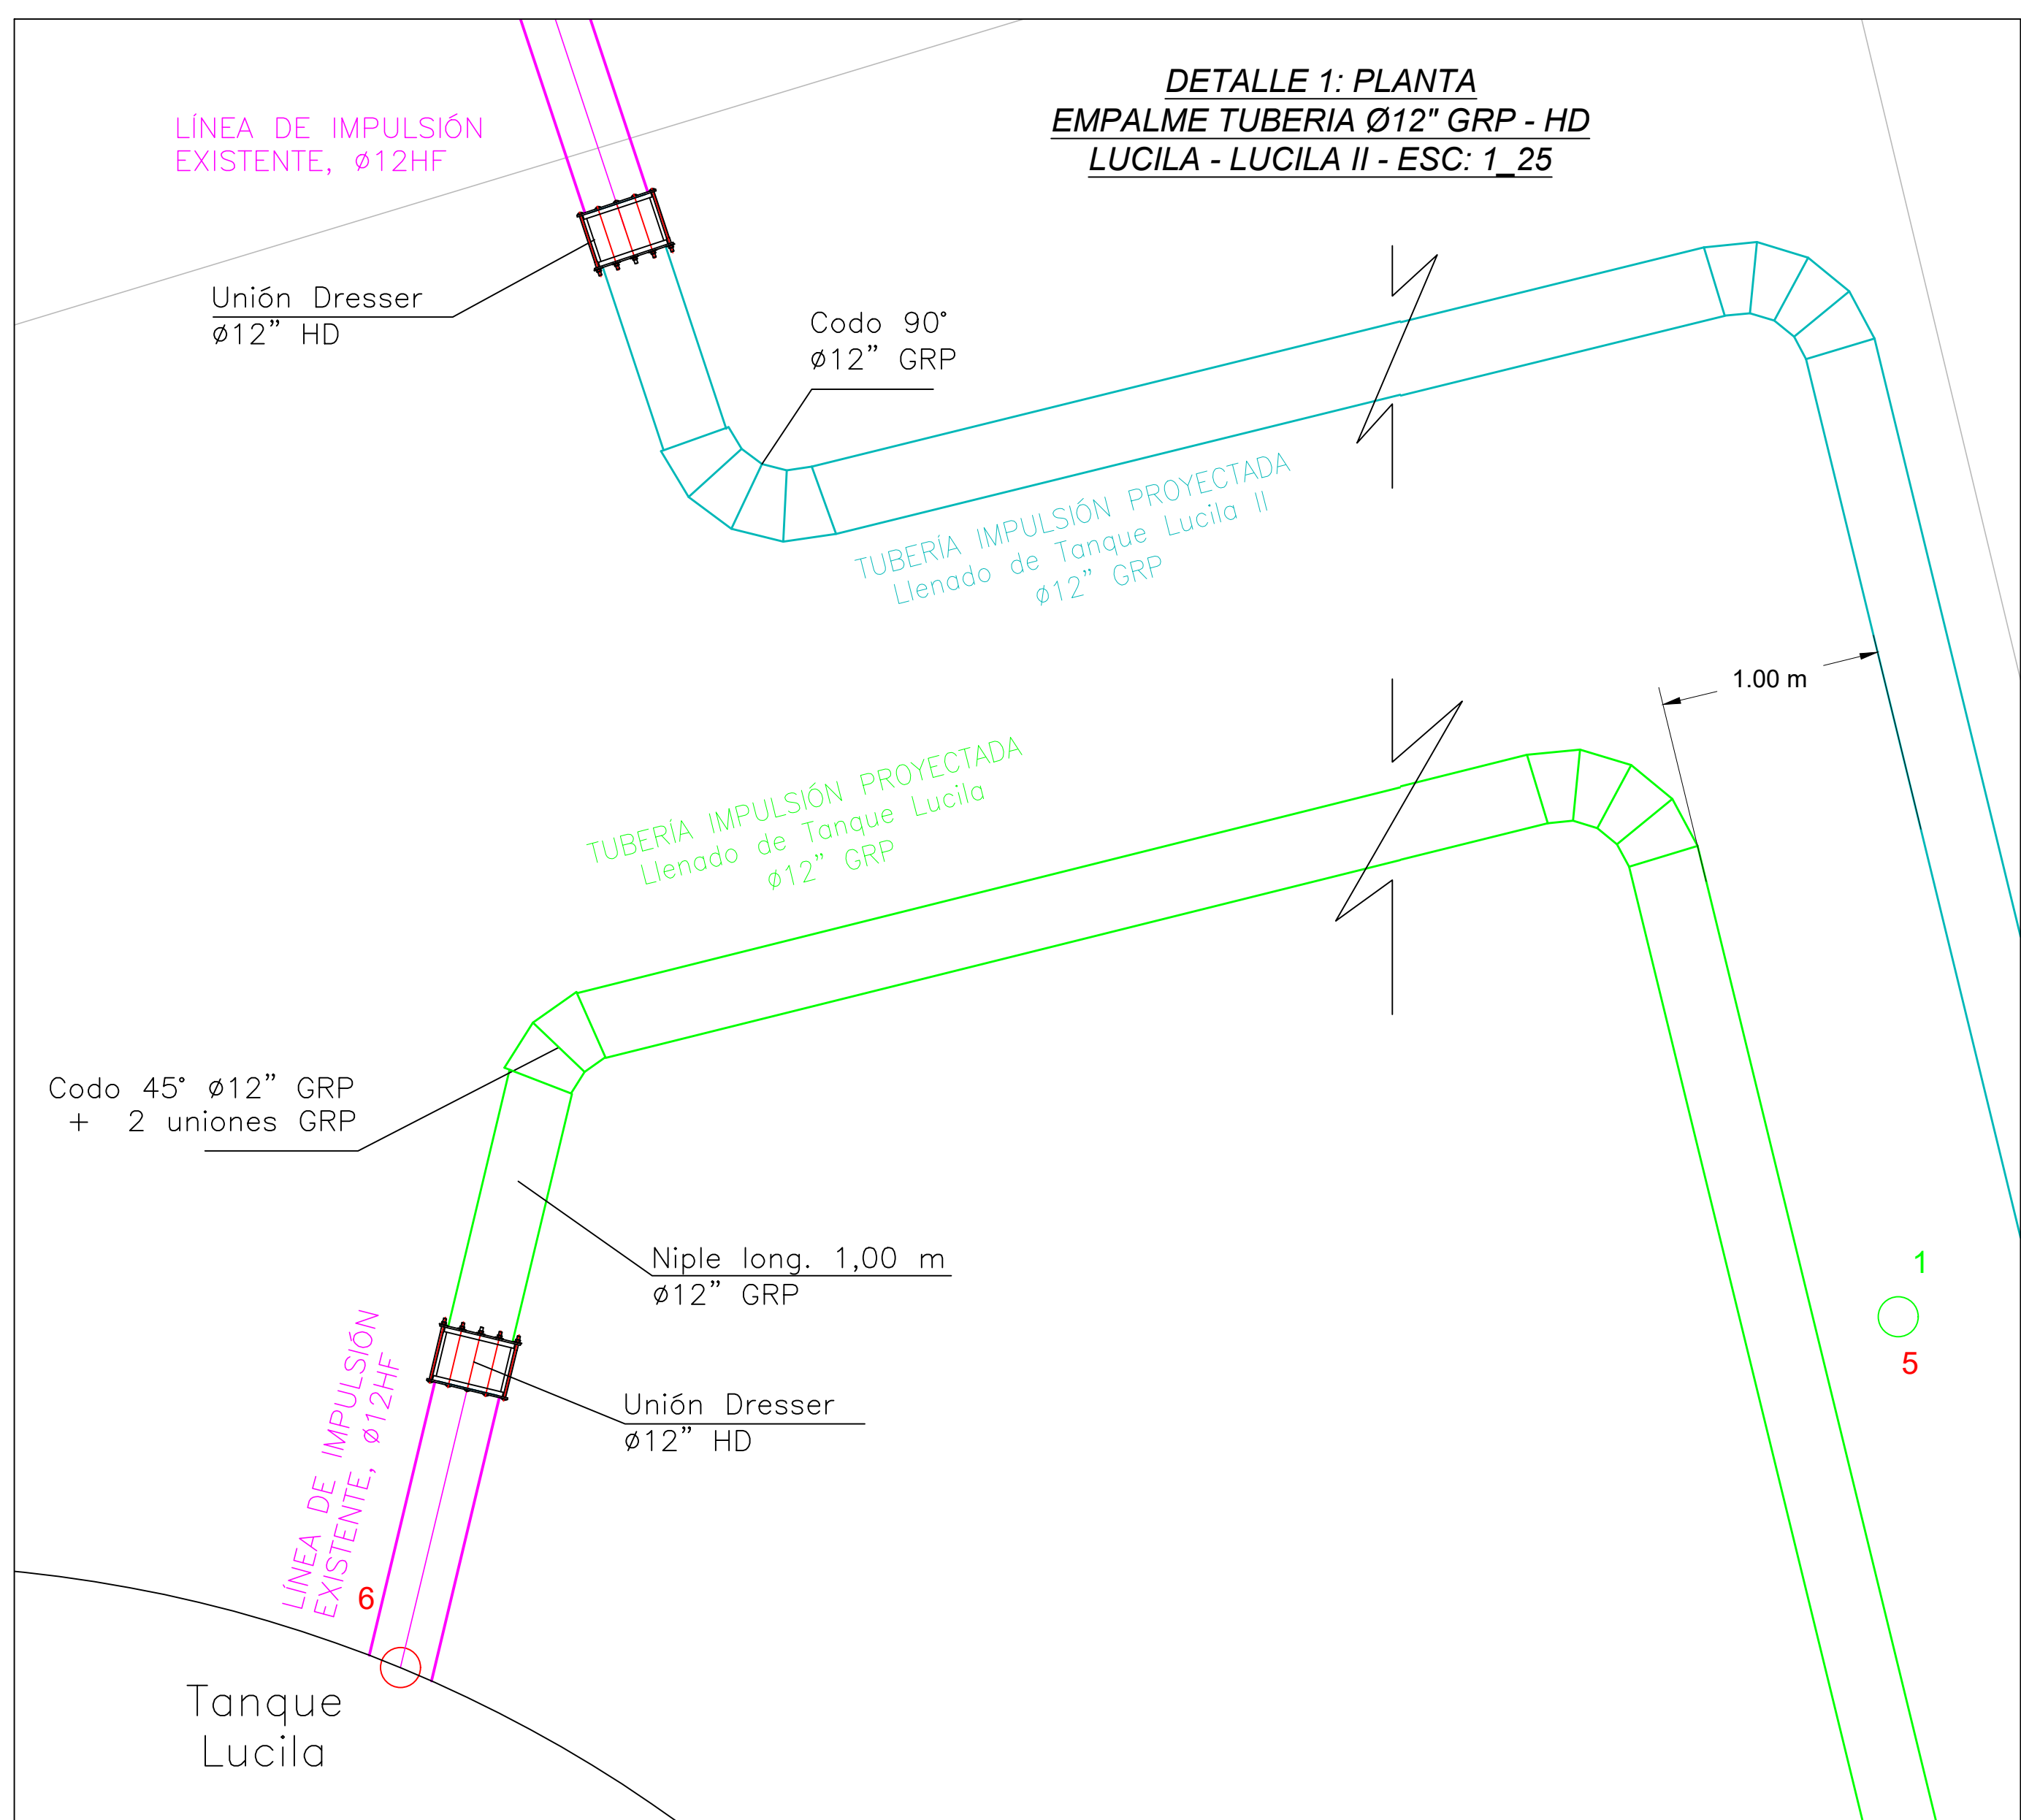 DETALLE 1: PLANTA
EMPALME TUBERIA Ø12" GRP - HD
LUCILA - LUCILA II - ESC: 1_25
LÍNEA DE IMPULSIÓN
EXISTENTE, ø12HF
Unión Dresser
ø12” HD
Codo 90°
ø12” GRP
TUBERÍA IMPULSIÓN PROYECTADA
Llenado de Tanque Lucila II
ø12” GRP
1.00 m
TUBERÍA IMPULSIÓN PROYECTADA
Llenado de Tanque Lucila
ø12” GRP
Codo 45° ø12” GRP
+ 2 uniones GRP
Niple long. 1,00 m
ø12” GRP
1
5
Unión Dresser
ø12” HD
LÍNEA DE IMPULSIÓN
EXISTENTE, ø12HF
6
Tanque
Lucila